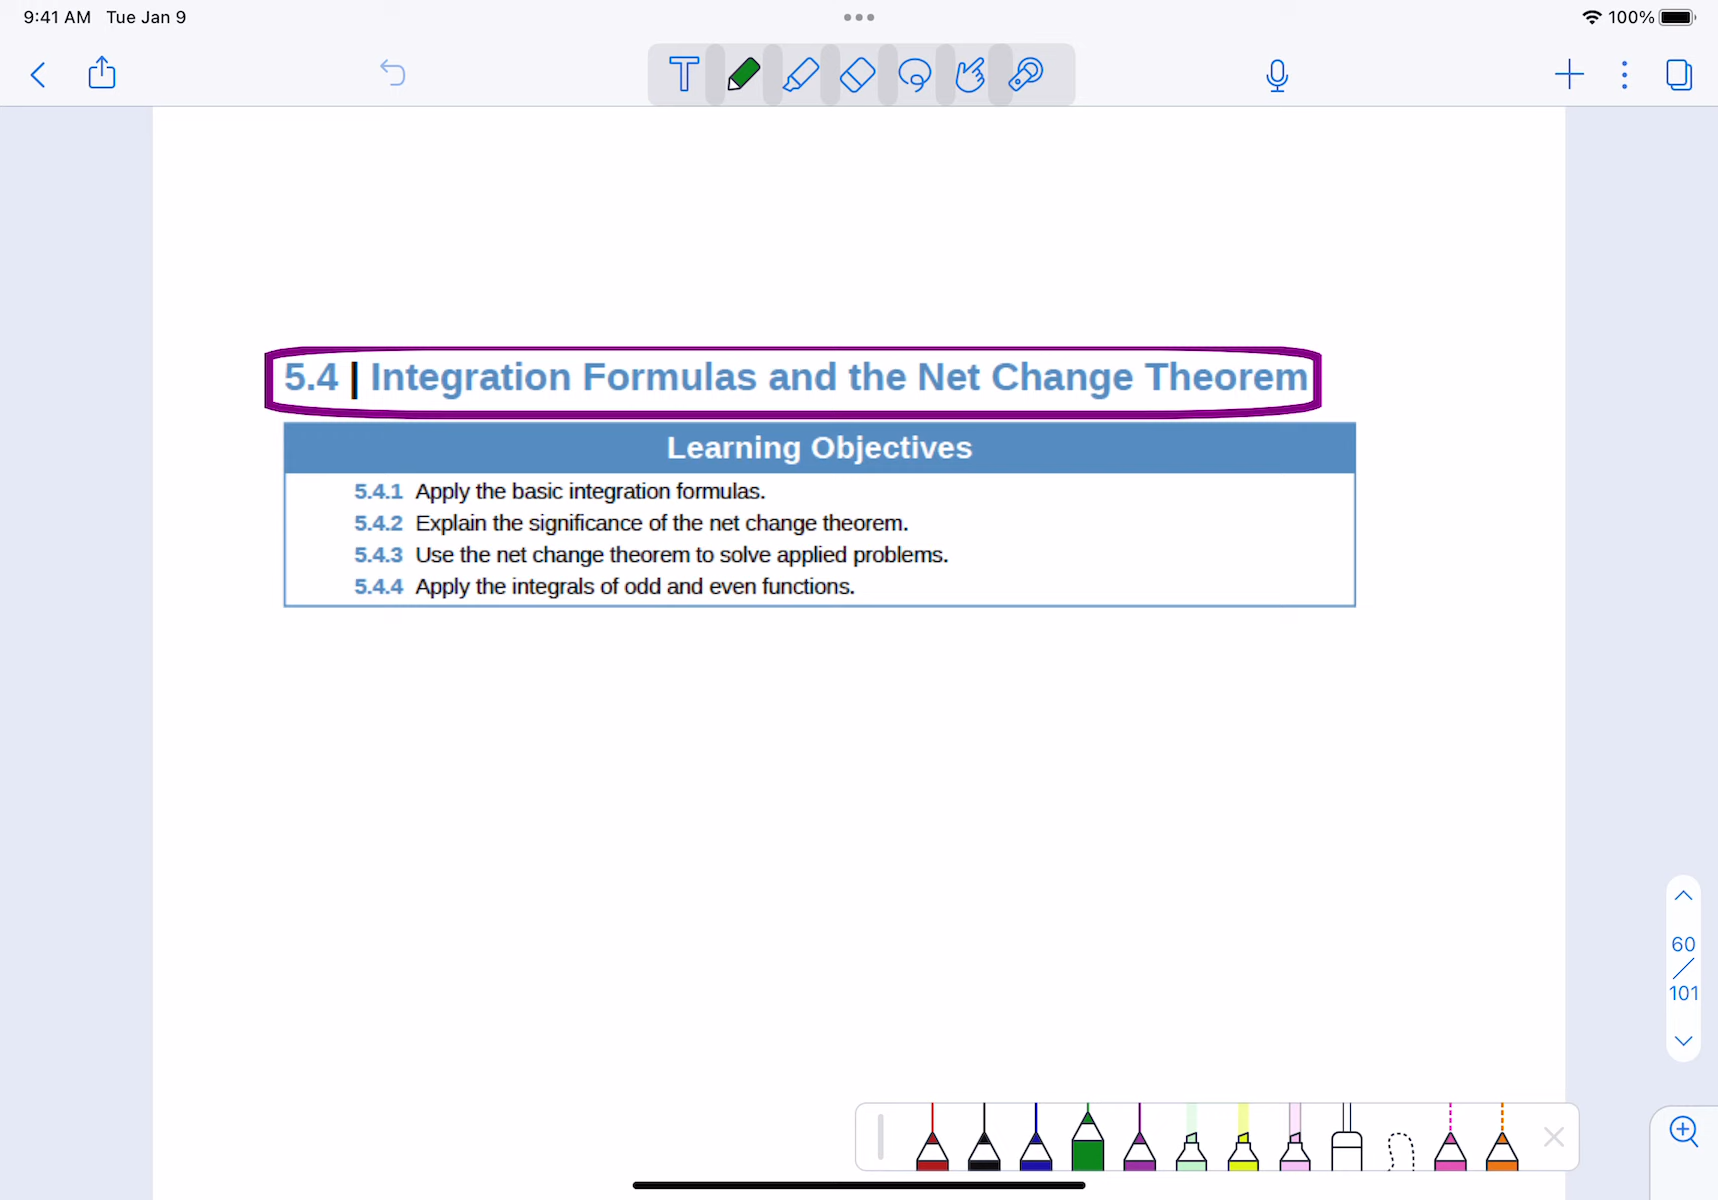 9:41 AM Tue Jan 9
100%
5.4 | Integration Formulas and the Net Change Theorem
Learning Objectives
5.4.1 Apply the basic integration formulas.
5.4.2 Explain the significance of the net change theorem.
5.4.3 Use the net change theorem to solve applied problems.
5.4.4 Apply the integrals of odd and even functions.
60
/
101